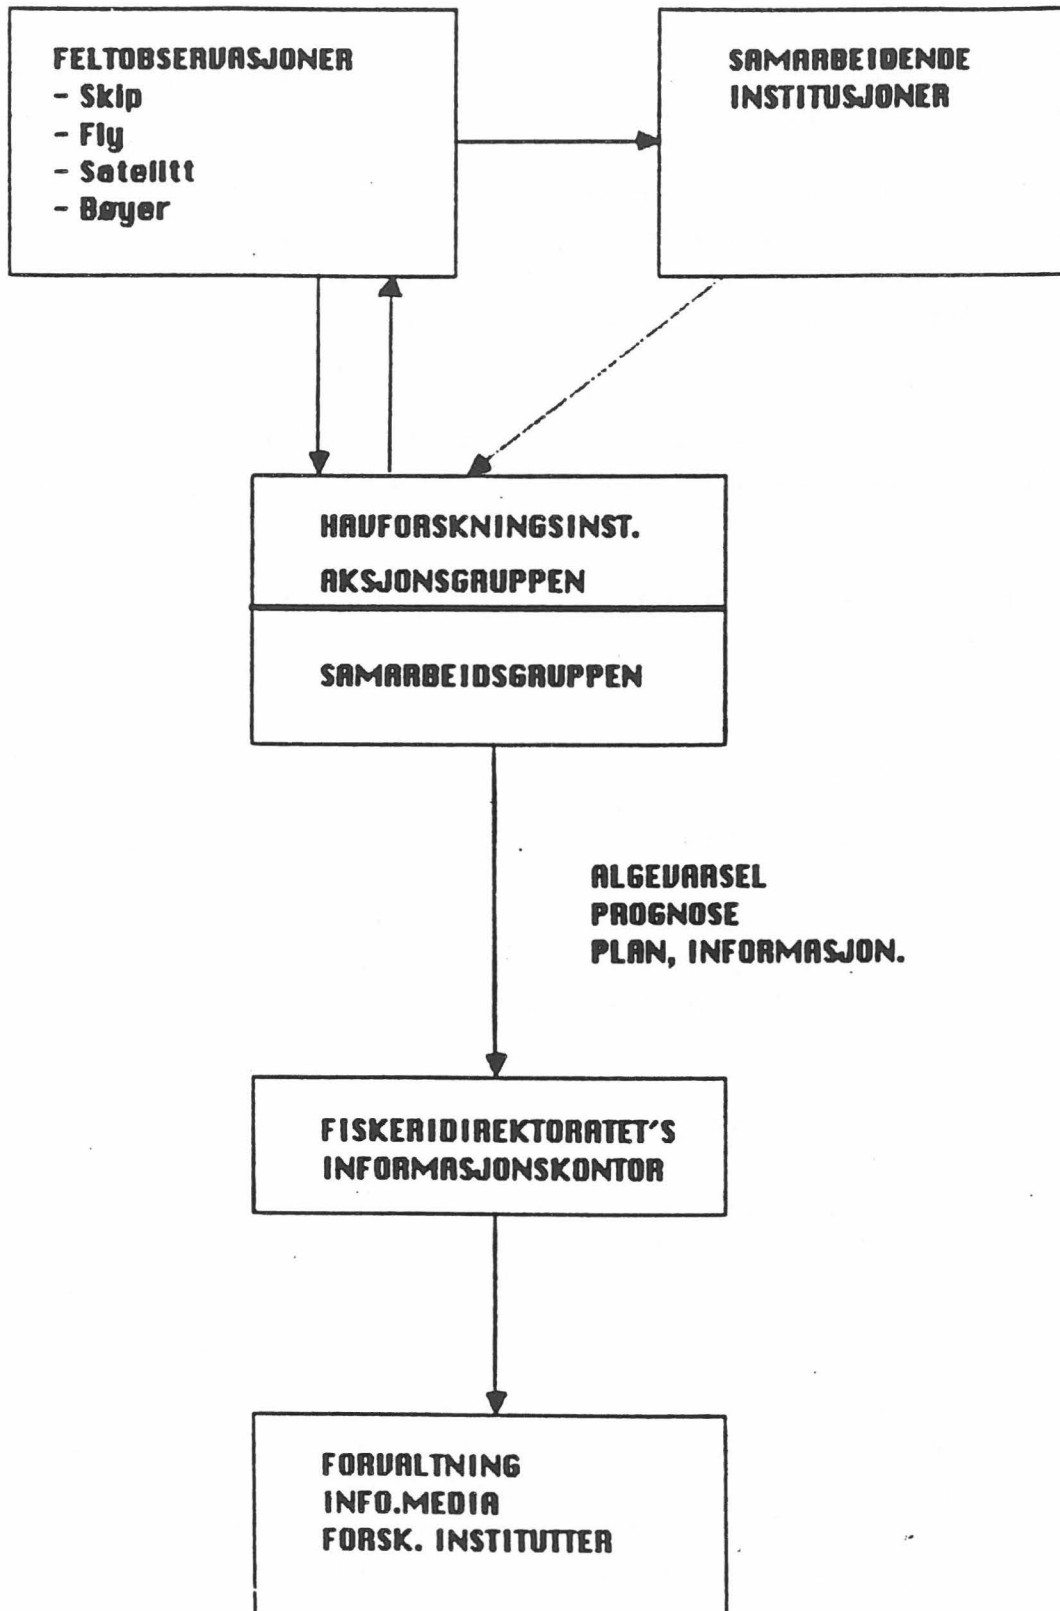 FELTOBSERVASJONER
- Skip
- Fly
- Satelitt
- Bøyer
SAMARBEIDENDE
INSTITUSJONER
HAVFORSKNINGSINST.
AKSJONSGRUPPEN
SAMARBEIDSGRUPPEN
ALGEVARSEL
PROGNOSE
PLAN, INFORMASJON.
FISKERIDIREKTORATET'S
INFORMASJONSKONTOR
FORVALTNING
INFO.MEDIA
FORSK. INSTITUTTER